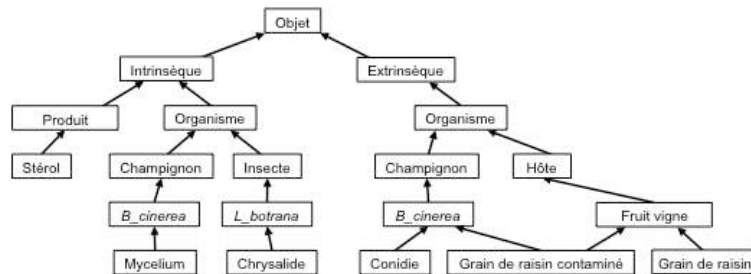 Objet
Intrinsèque
Extrinsèque
Produit
Organisme
Organisme
Stérol
Champignon
Insecte
Champignon
Hôte
B_cinerea
L_botrana
B_cinerea
Fruit vigne
Mycelium
Chrysalide
Conidie
Grain de raisin contaminé
Grain de raisin